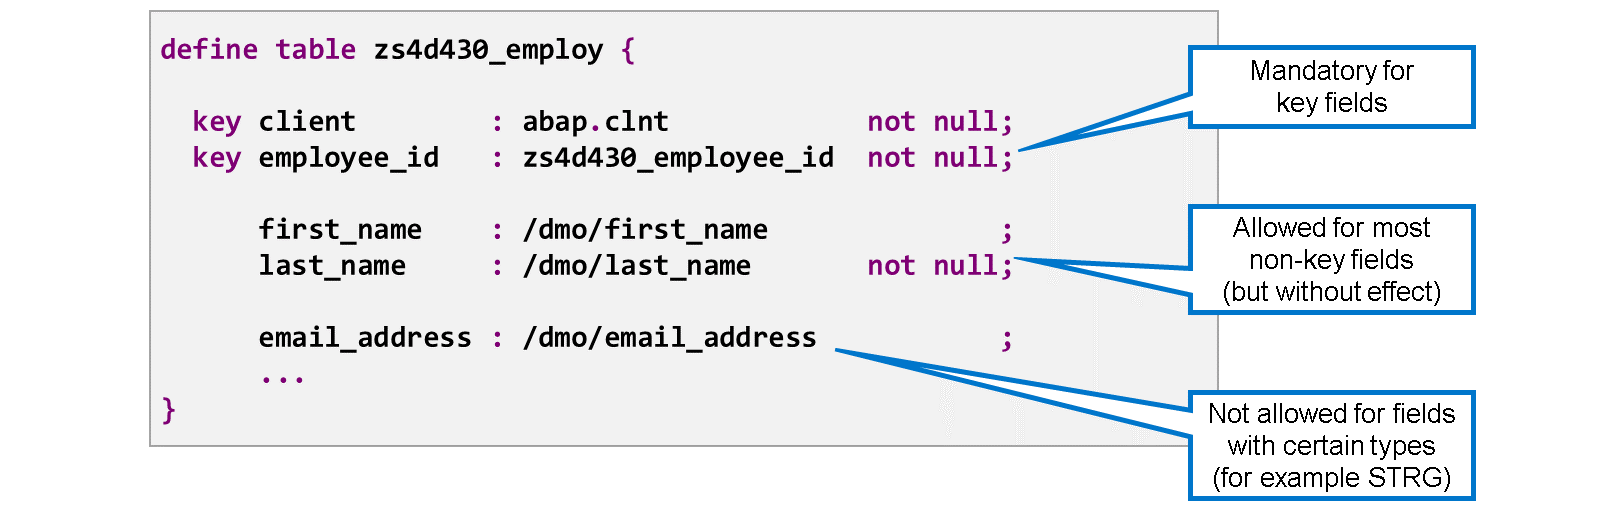 define table zs4d430_employ {
key client : abap.clnt not null;
key employee_id : zs4d430_employee_id not null;
first_name : /dmo/first_name ;
last_name : /dmo/last_name not null;
email_address : /dmo/email_address ;
...
}
Mandatory for
key fields
Allowed for most
non-key fields
(but without effect)
Not allowed for fields
with certain types
(for example STRG)